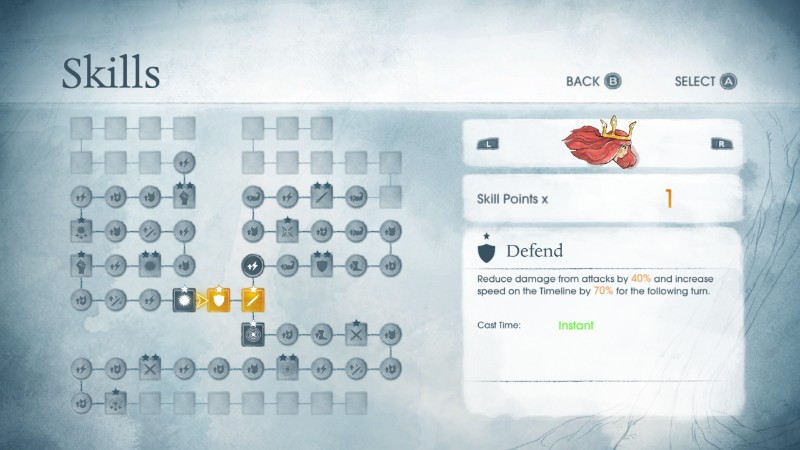 Skills
BACK B
SELECT A
L
R
Skill Points x 1
Defend
Reduce damage from attacks by 40% and increase
speed on the Timeline by 70% for the following turn.
Cast Time: Instant